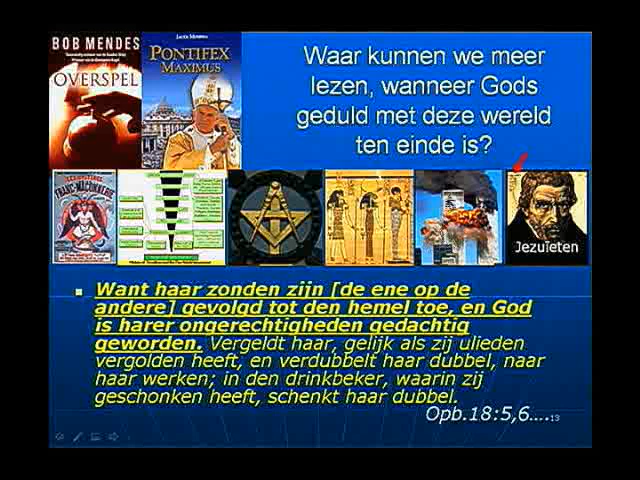 BOB MENDES
OVERSPEL
PONTIFEX
MAXIMUS
Waar kunnen we meer
lezen, wanneer Gods
geduld met deze wereld
ten einde is?
FRANC-MAÇONNERIE
Jezuïeten
Want haar zonden zijn [de ene op de
andere] gevolgd tot den hemel toe, en God
is harer ongerechtigheden gedachtig
geworden. Vergeldt haar, gelijk als zij ulieden
vergolden heeft, en verdubbelt haar dubbel, naar
haar werken; in den drinkbeker, waarin zij
geschonken heeft, schenkt haar dubbel.
Opb.18:5,6....13